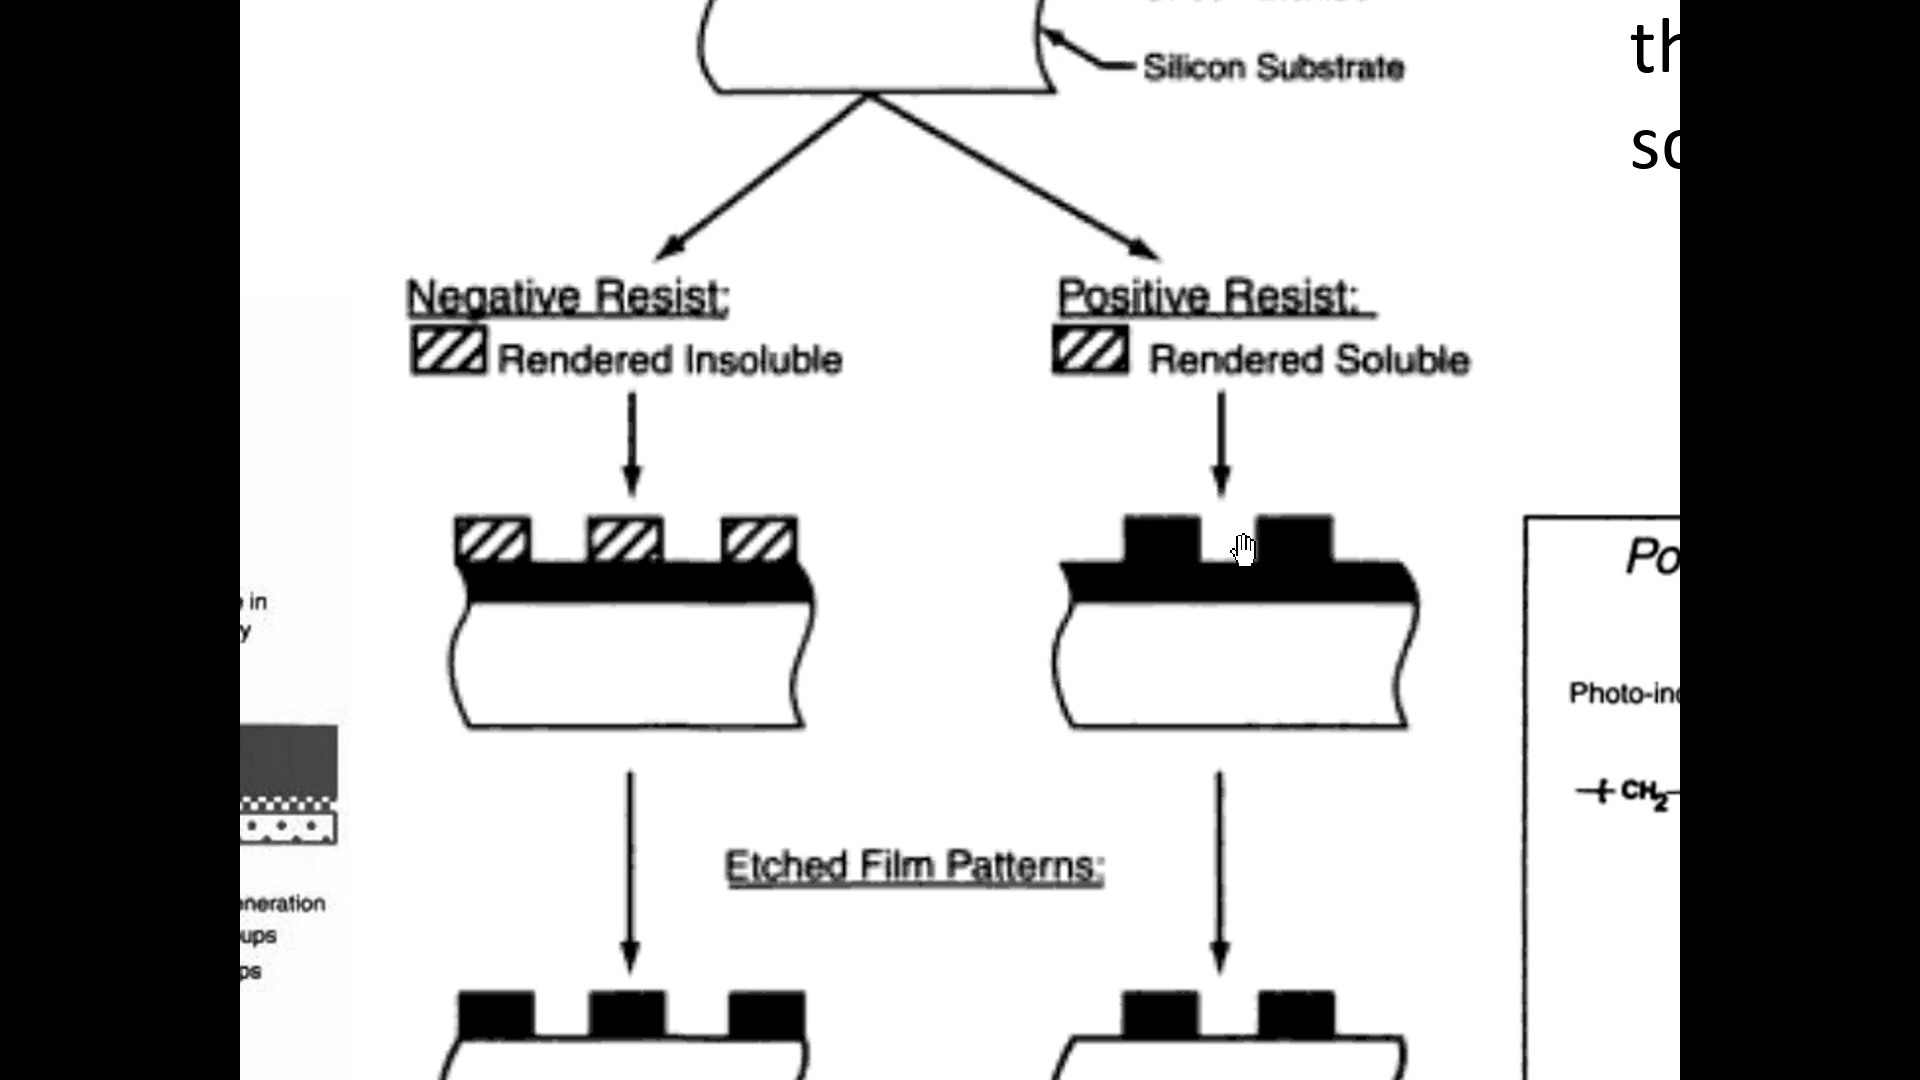 th
so
Silicon Substrate
Negative Resist:
Rendered Insoluble
Positive Resist:
Rendered Soluble
in
y
Po
Photo-in
CH2
Etched Film Patterns:
eneration
ups
ps